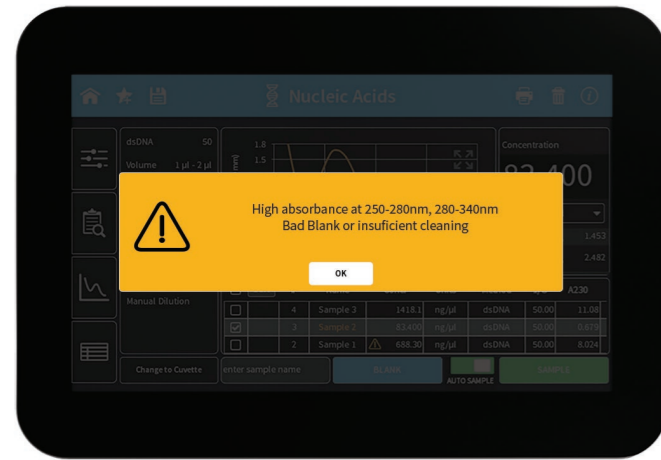 Nucleic Acids
dsDNA 50
Volume 1 µl - 2 µl
1.8
1.5
Concentration
High absorbance at 250-280nm, 280-340nm
Bad Blank or insuficient cleaning
OK
1.453
2.482
Manual Dilution
A230
4 Sample 3 1418.1 ng/µl dsDNA 50.00 11.08
3 Sample 2 83.400 ng/µl dsDNA 50.00 0.879
2 Sample 1 688.30 ng/µl dsDNA 50.00 8.024
Change to Cuvette
enter sample name
BLANK
AUTO SAMPLE
SAMPLE